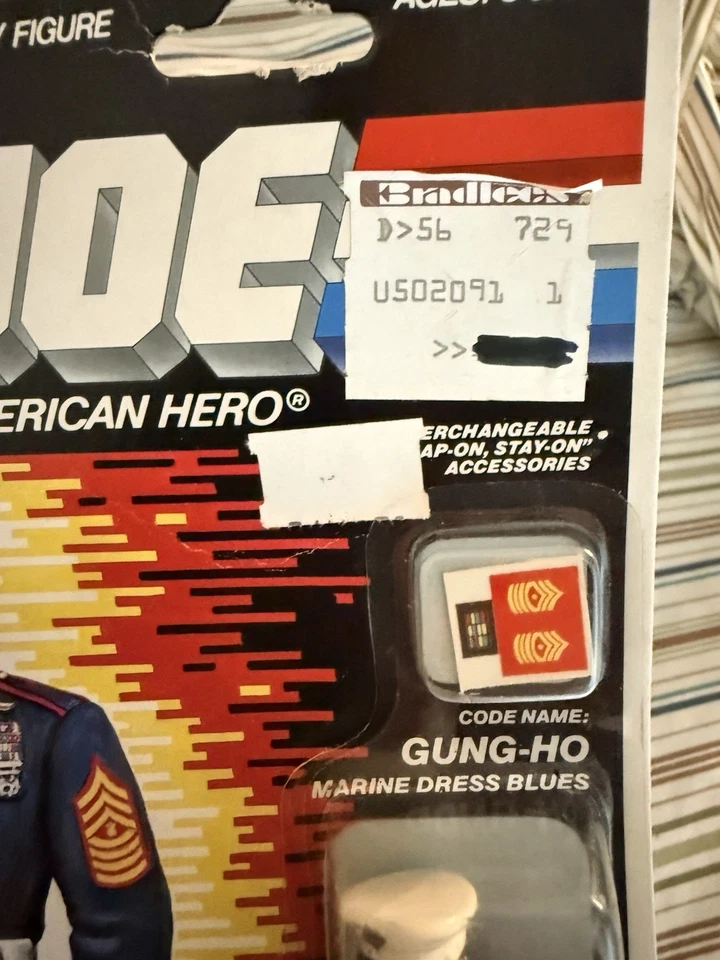 Y FIGURE
JOE
Bradlees
D>56 729
U502091 1
>>
ERICAN HERO®
ERCHANGEABLE
AP-ON, STAY-ON"
ACCESSORIES
CODE NAME:
GUNG-HO
MARINE DRESS BLUES